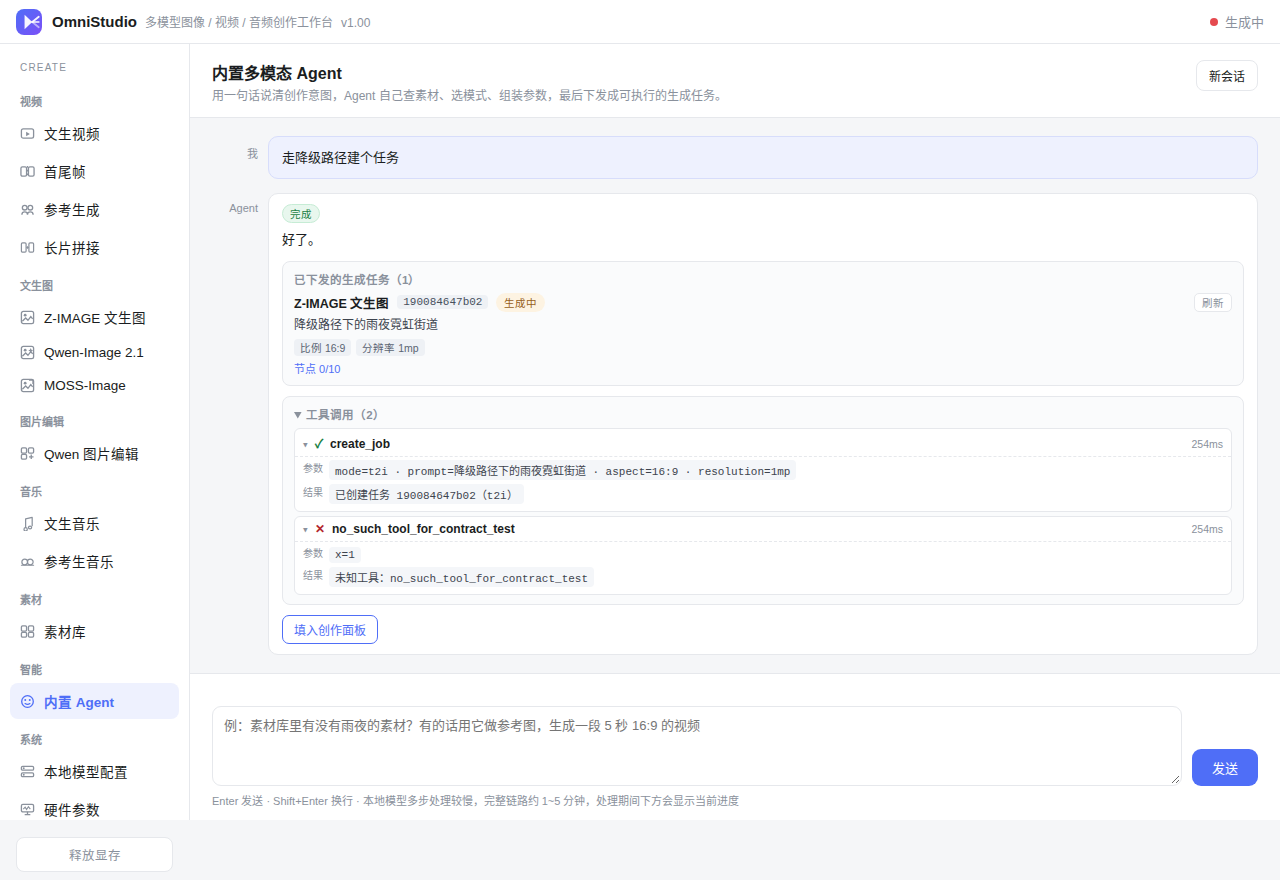 OmniStudio 多模型图像 / 视频 / 音频创作工作台 v1.00
生成中
CREATE
视频
文生视频
首尾帧
参考生成
长片拼接
文生图
Z-IMAGE 文生图
Qwen-Image 2.1
MOSS-Image
图片编辑
Qwen 图片编辑
音乐
文生音乐
参考生音乐
素材
素材库
智能
内置 Agent
系统
本地模型配置
硬件参数
释放显存
内置多模态 Agent
用一句话说清创作意图，Agent 自己查素材、选模式、组装参数，最后下发成可执行的生成任务。
新会话
我
走降级路径建个任务
Agent
完成
好了。
已下发的生成任务（1）
Z-IMAGE 文生图 190084647b02 生成中 刷新
降级路径下的雨夜霓虹街道
比例 16:9 分辨率 1mp
节点 0/10
▼ 工具调用（2）
▼ ✓ create_job 254ms
参数 mode=t2i · prompt=降级路径下的雨夜霓虹街道 · aspect=16:9 · resolution=1mp
结果 已创建任务 190084647b02（t2i）
▼ ✕ no_such_tool_for_contract_test 254ms
参数 x=1
结果 未知工具：no_such_tool_for_contract_test
填入创作面板
例：素材库里有没有雨夜的素材？有的话用它做参考图，生成一段 5 秒 16:9 的视频
发送
Enter 发送 · Shift+Enter 换行 · 本地模型多步处理较慢，完整链路约 1~5 分钟，处理期间下方会显示当前进度